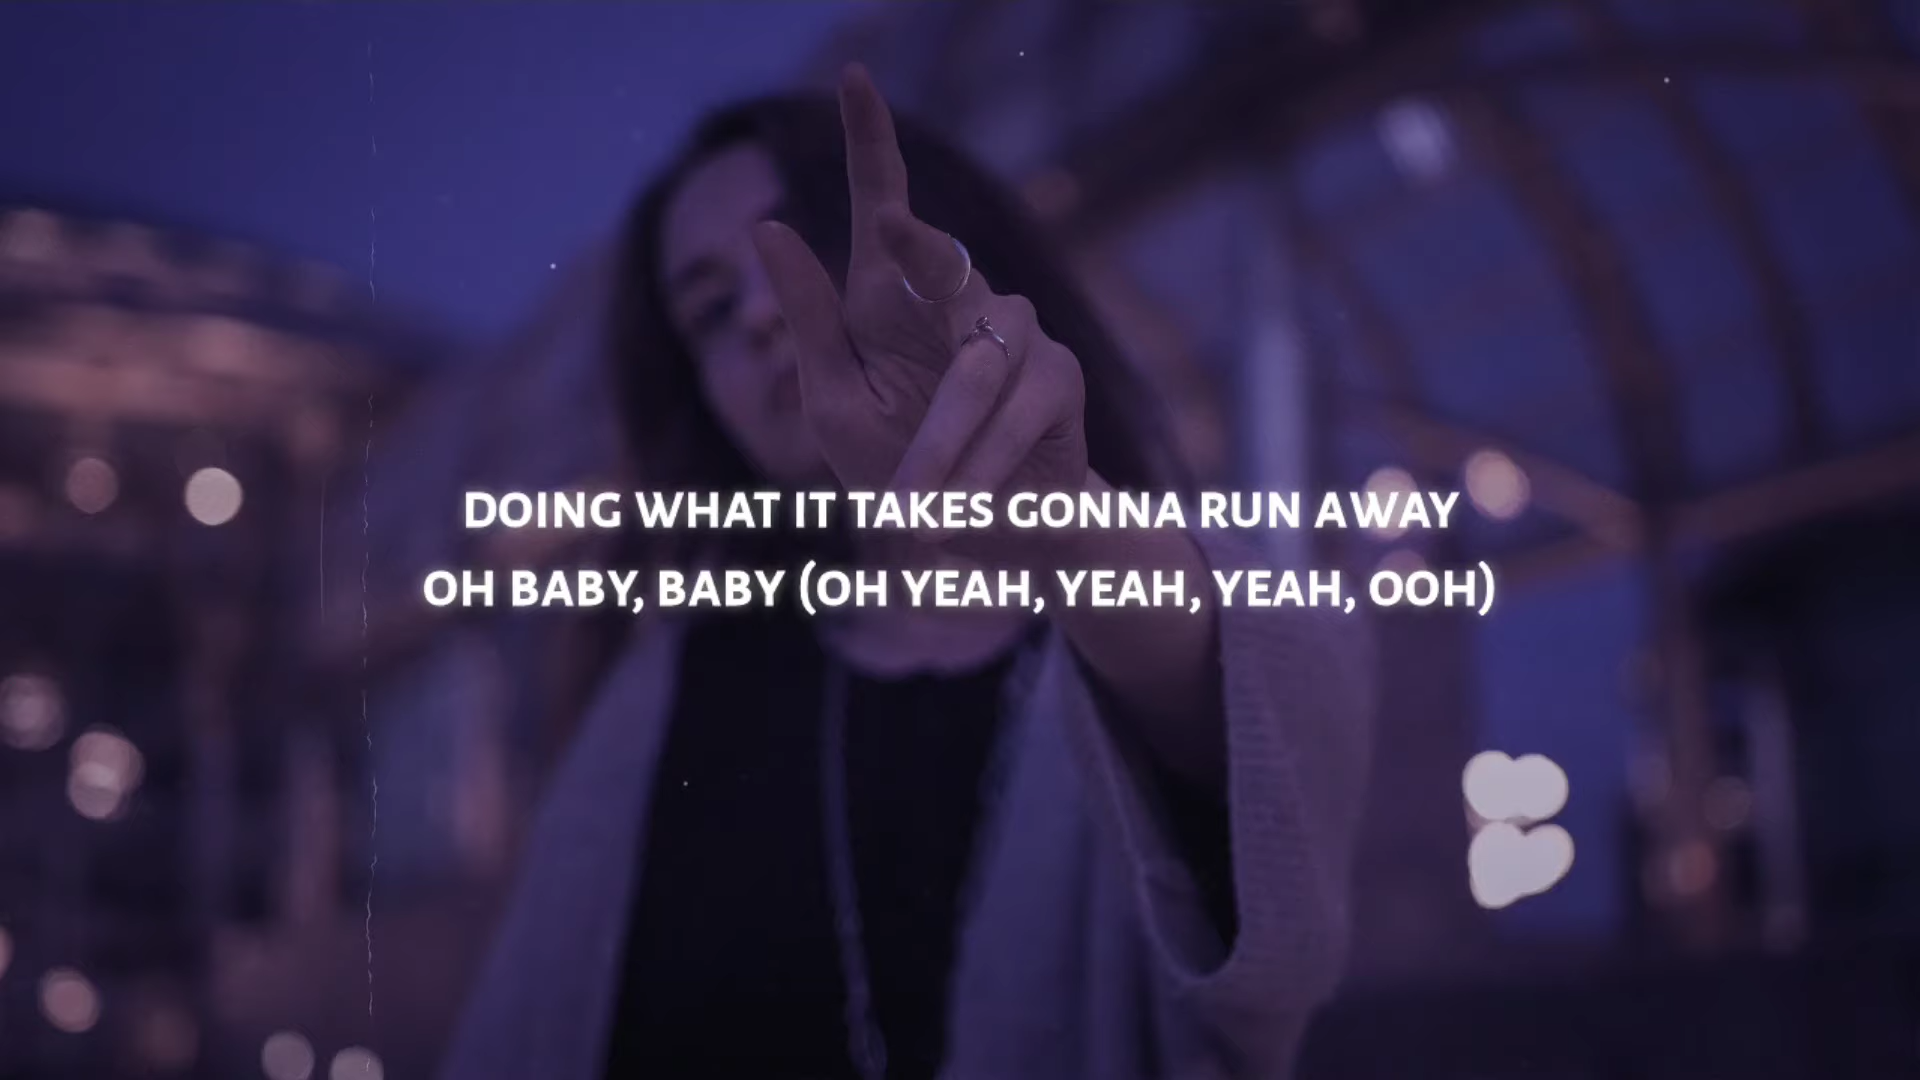 DOING WHAT IT TAKES GONNA RUN AWAY
OH BABY, BABY (OH YEAH, YEAH, YEAH, OOH)